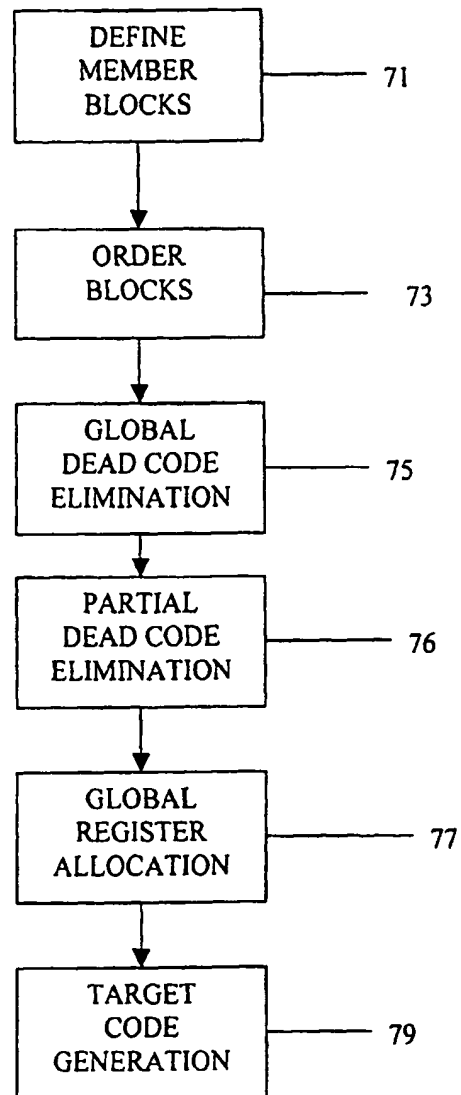 DEFINE
MEMBER
BLOCKS
71
ORDER
BLOCKS
73
GLOBAL
DEAD CODE
ELIMINATION
75
PARTIAL
DEAD CODE
ELIMINATION
76
GLOBAL
REGISTER
ALLOCATION
77
TARGET
CODE
GENERATION
79